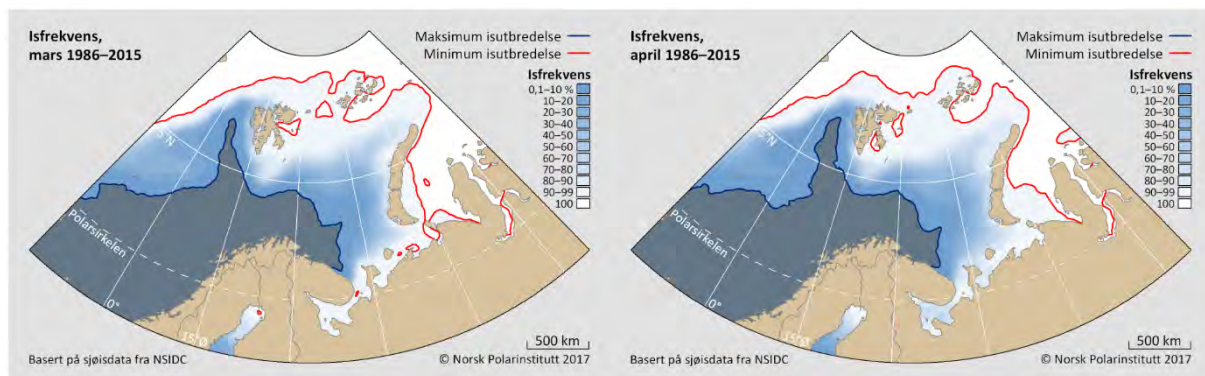 Isfrekvens,
mars 1986–2015
Maksimum isutbredelse
Minimum isutbredelse
Isfrekvens
0,1–10 %
10–20
20–30
30–40
40–50
50–60
60–70
70–80
80–90
90–99
100
75°N
Polarsirkelen
0°
15°Ø
500 km
Basert på sjøisdata fra NSIDC
© Norsk Polarinstitutt 2017
Isfrekvens,
april 1986–2015
Maksimum isutbredelse
Minimum isutbredelse
Isfrekvens
0,1–10 %
10–20
20–30
30–40
40–50
50–60
60–70
70–80
80–90
90–99
100
75°N
Polarsirkelen
0°
15°Ø
500 km
Basert på sjøisdata fra NSIDC
© Norsk Polarinstitutt 2017